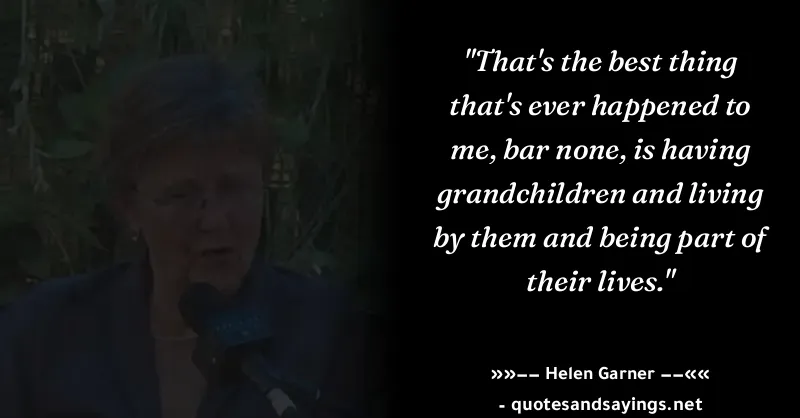 "That's the best thing
that's ever happened to
me, bar none, is having
grandchildren and living
by them and being part of
their lives."
»»−− Helen Garner −−««
- quotesandsayings.net